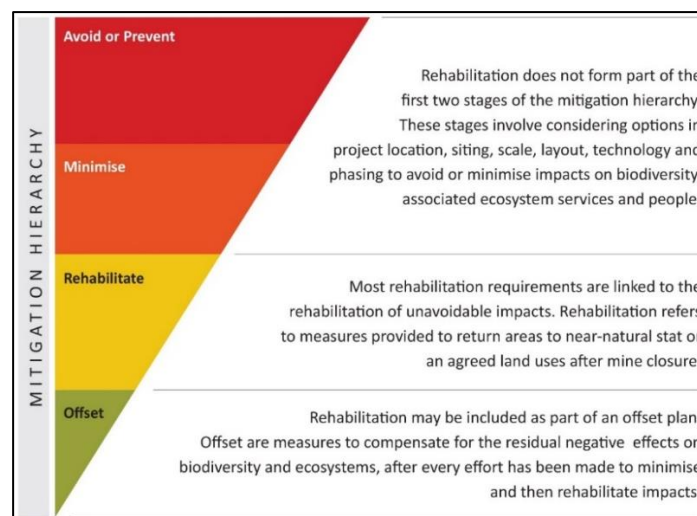 MITIGATION HIERARCHY
Avoid or Prevent
Rehabilitation does not form part of the
first two stages of the mitigation hierarchy
These stages involve considering options in
project location, siting, scale, layout, technology and
phasing to avoid or minimise impacts on biodiversity
associated ecosystem services and people
Minimise
Rehabilitate
Most rehabilitation requirements are linked to the
rehabilitation of unavoidable impacts. Rehabilitation refers
to measures provided to return areas to near-natural stat or
an agreed land uses after mine closure
Offset
Rehabilitation may be included as part of an offset plan
Offset are measures to compensate for the residual negative effects on
biodiversity and ecosystems, after every effort has been made to minimise
and then rehabilitate impacts